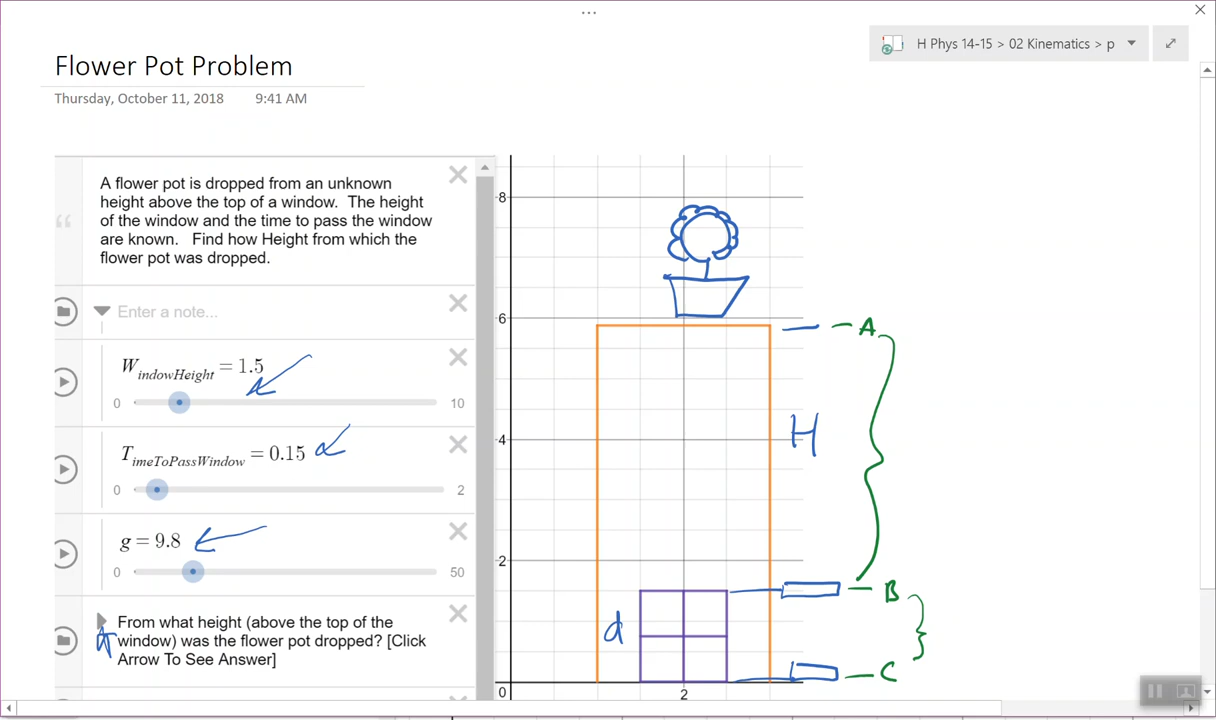 H Phys 14-15 > 02 Kinematics > p
Flower Pot Problem
Thursday, October 11, 2018 9:41 AM
A flower pot is dropped from an unknown
height above the top of a window. The height
of the window and the time to pass the window
are known. Find how Height from which the
flower pot was dropped.
Enter a note...
WindowHeight = 1.5
0 10
TimeToPassWindow = 0.15
0 2
g = 9.8
0 50
From what height (above the top of the
window) was the flower pot dropped? [Click
Arrow To See Answer]
8
6
A
4
H
2
B
d
C
0
2